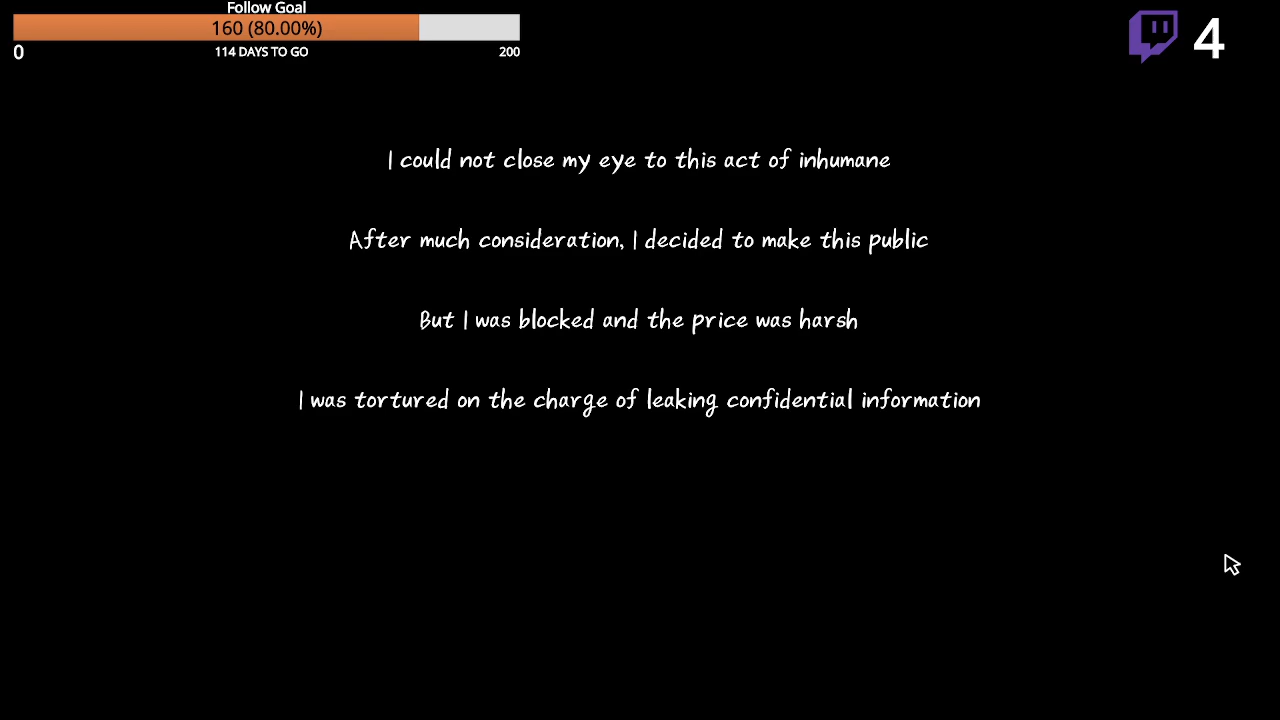 Follow Goal
160 (80.00%)
0
114 DAYS TO GO
200
4
I could not close my eye to this act of inhumane
After much consideration, I decided to make this public
But I was blocked and the price was harsh
I was tortured on the charge of leaking confidential information